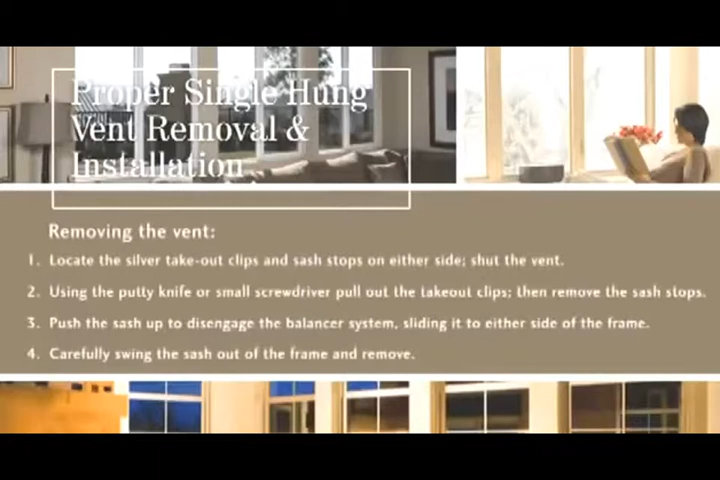 Proper Single Hung
Vent Removal &
Installation
Removing the vent:
1. Locate the silver take-out clips and sash stops on either side; shut the vent.
2. Using the putty knife or small screwdriver pull out the takeout clips; then remove the sash stops.
3. Push the sash up to disengage the balancer system, sliding it to either side of the frame.
4. Carefully swing the sash out of the frame and remove.